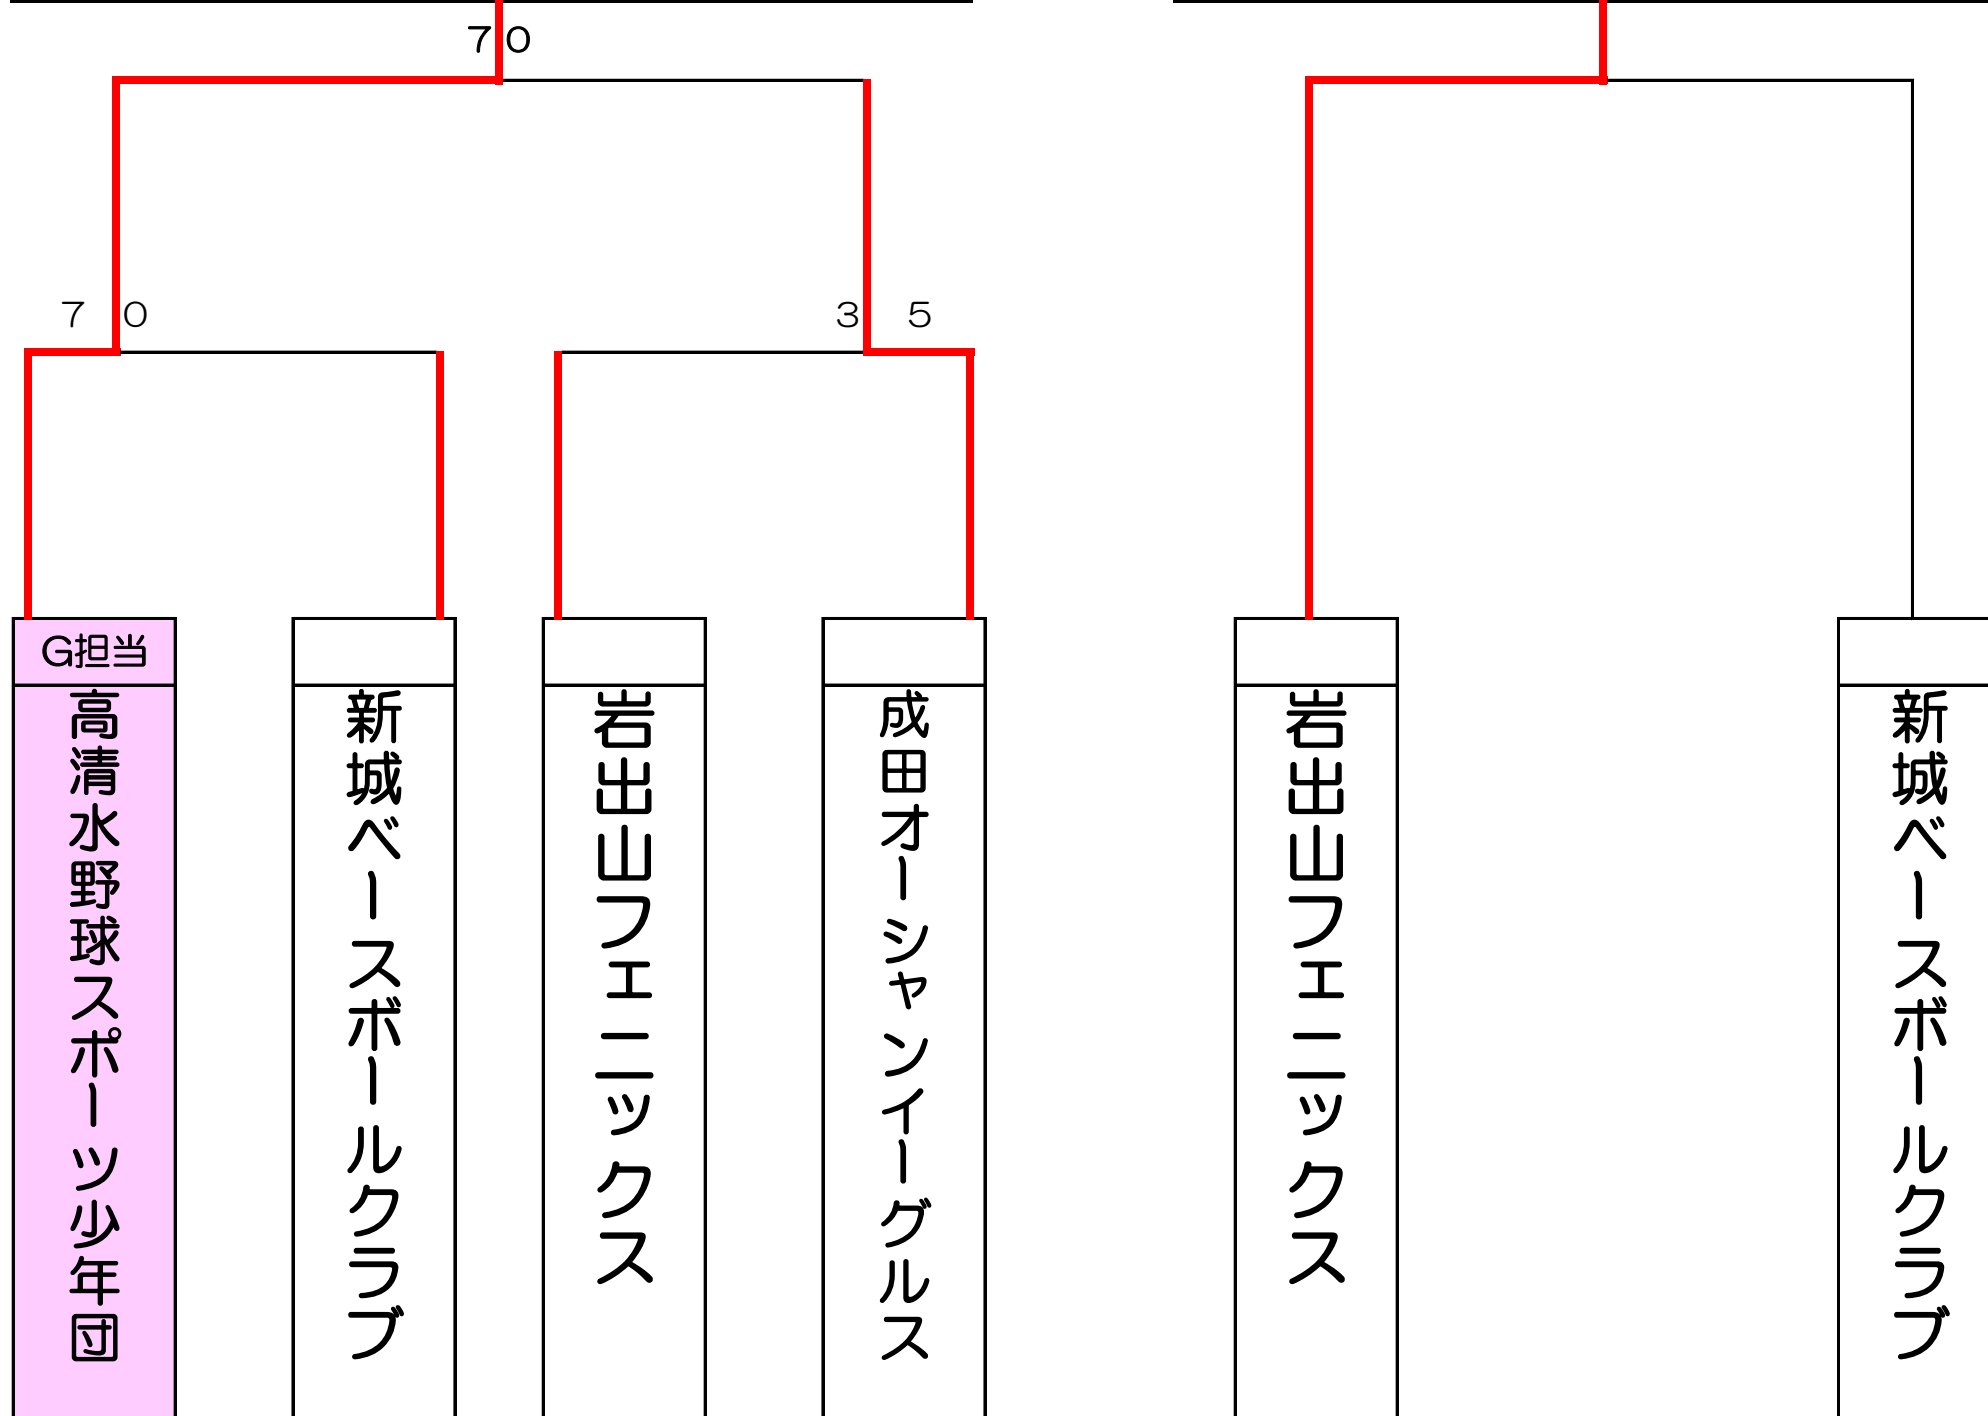 ７０
７ ０
３ ５
G担当
高清水野球スポーツ少年団
新城ベースボールクラブ
岩出山フェニックス
成田オーシャンイーグルス
岩出山フェニックス
新城ベースボールクラブ